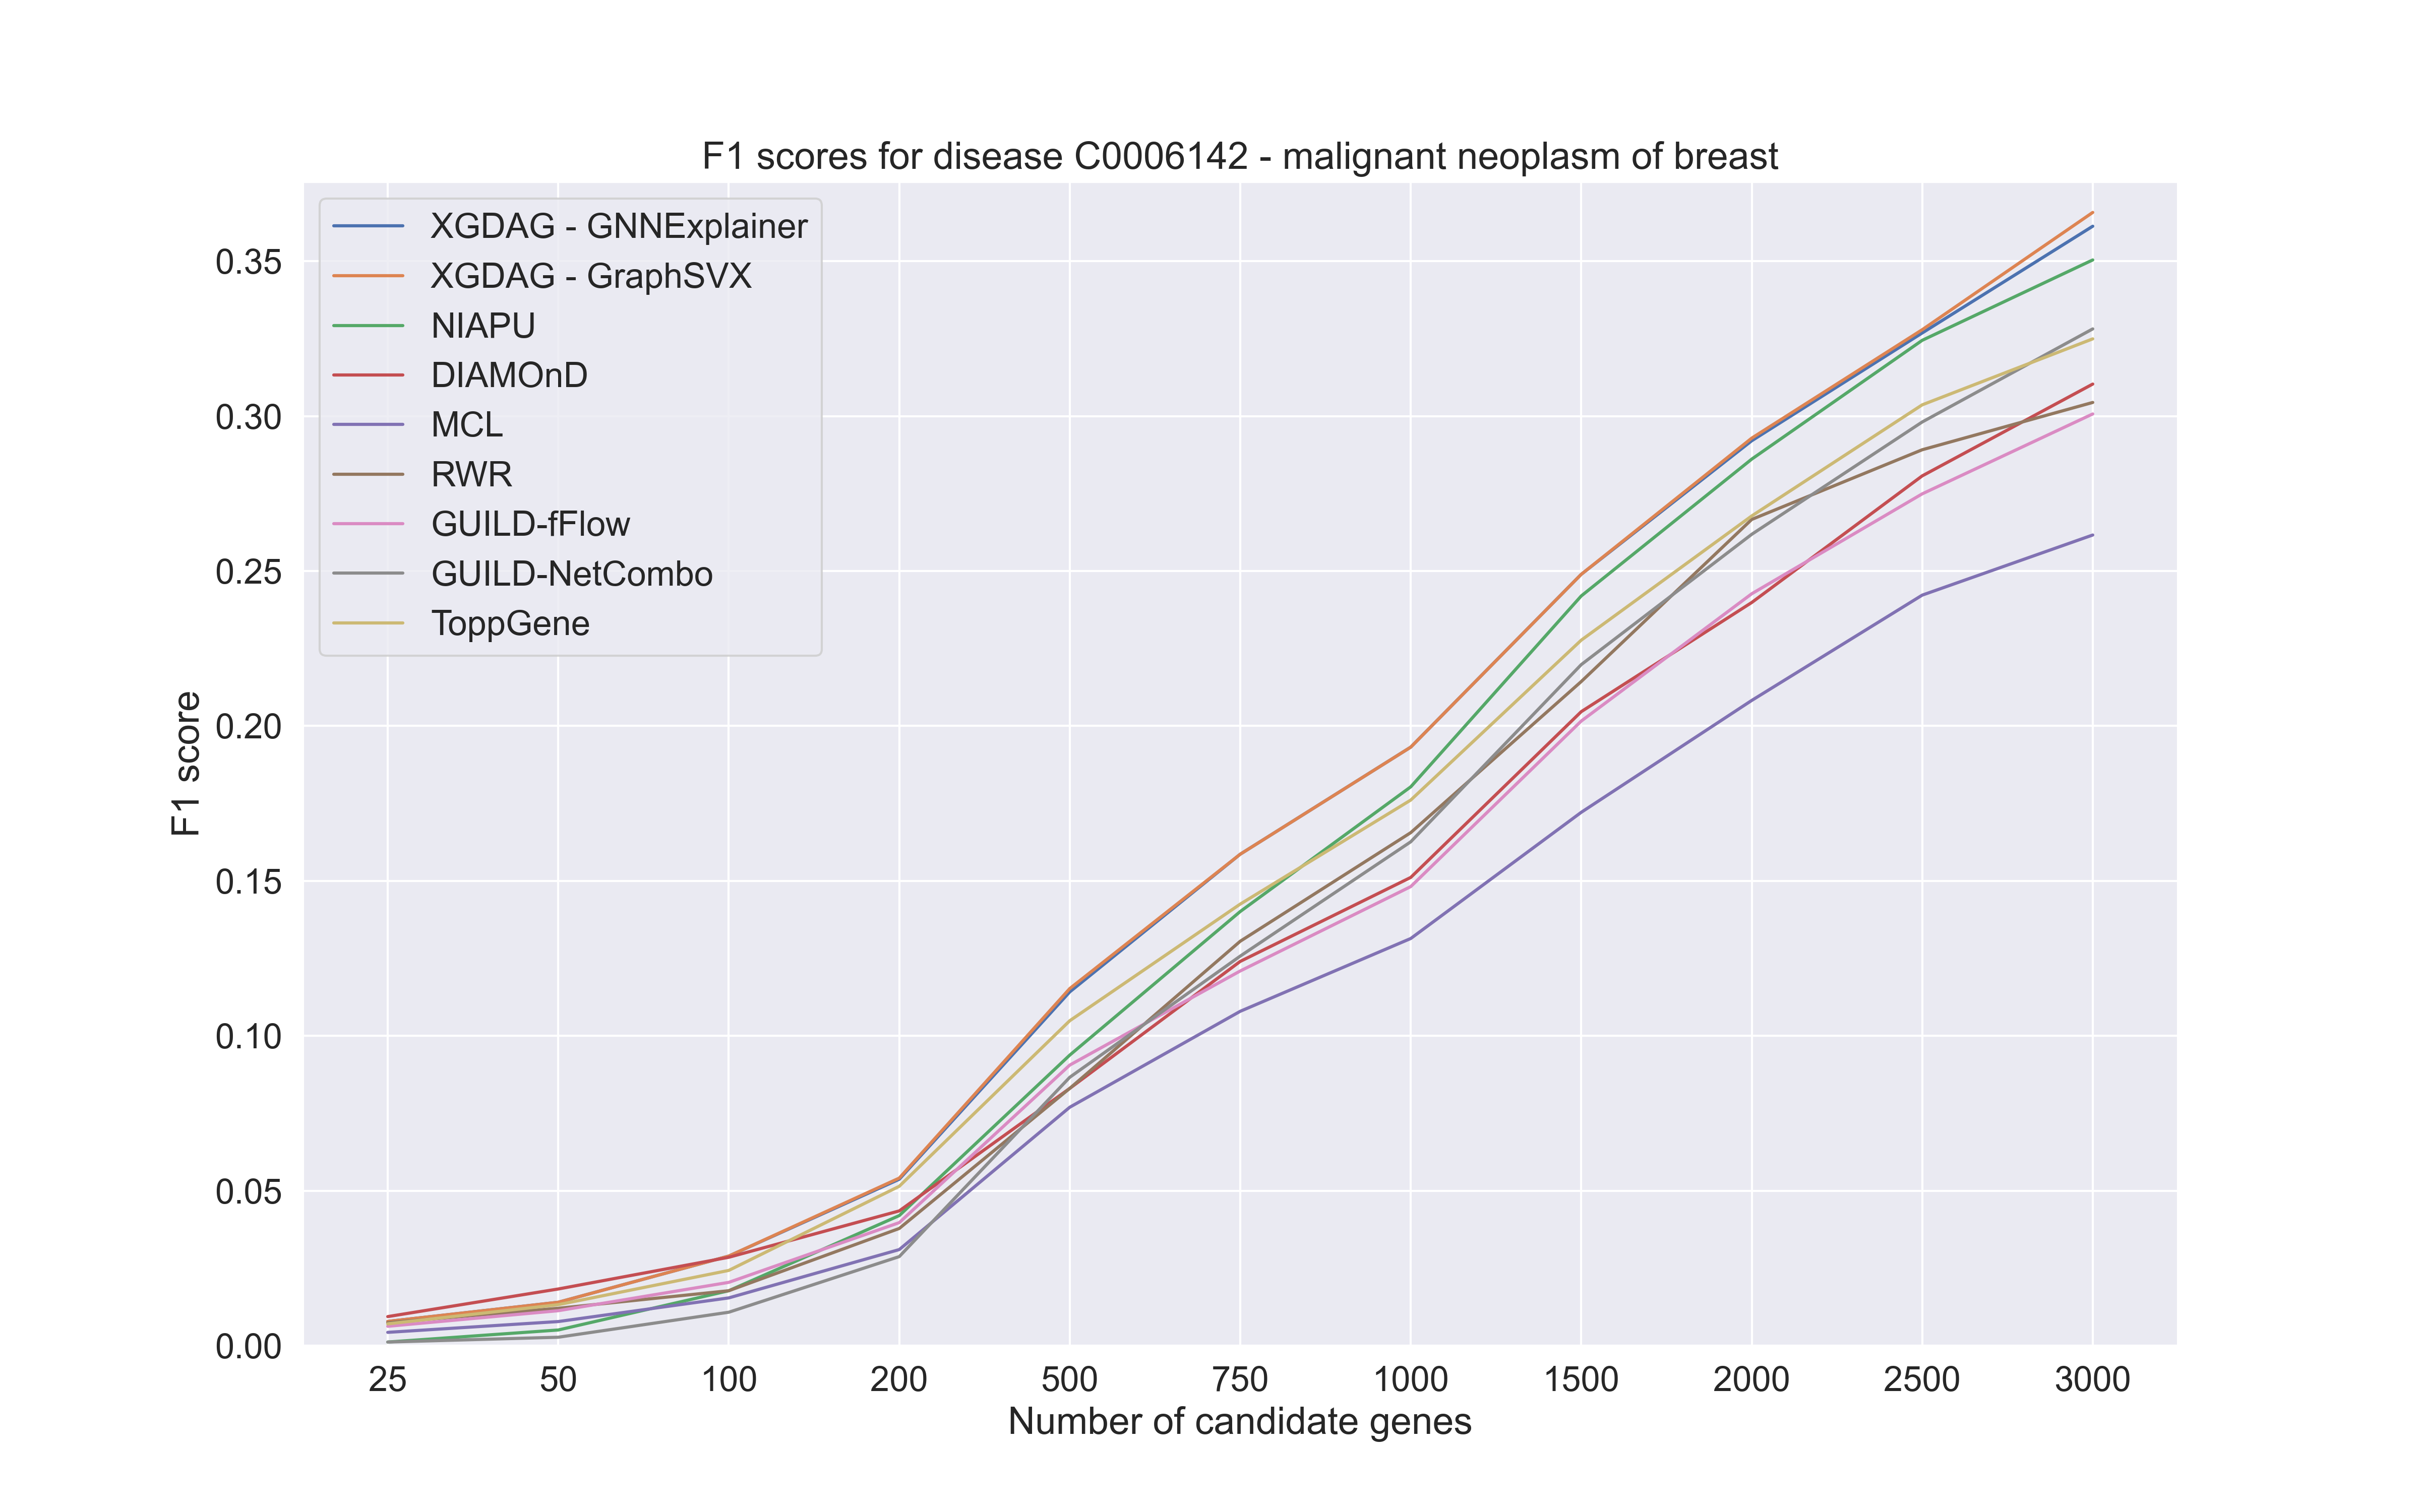 F1 scores for disease C0006142 - malignant neoplasm of breast
XGDAG - GNNExplainer
XGDAG - GraphSVX
NIAPU
DIAMOnD
MCL
RWR
GUILD-fFlow
GUILD-NetCombo
ToppGene
F1 score
0.35
0.30
0.25
0.20
0.15
0.10
0.05
0.00
25 50 100 200 500 750 1000 1500 2000 2500 3000
Number of candidate genes